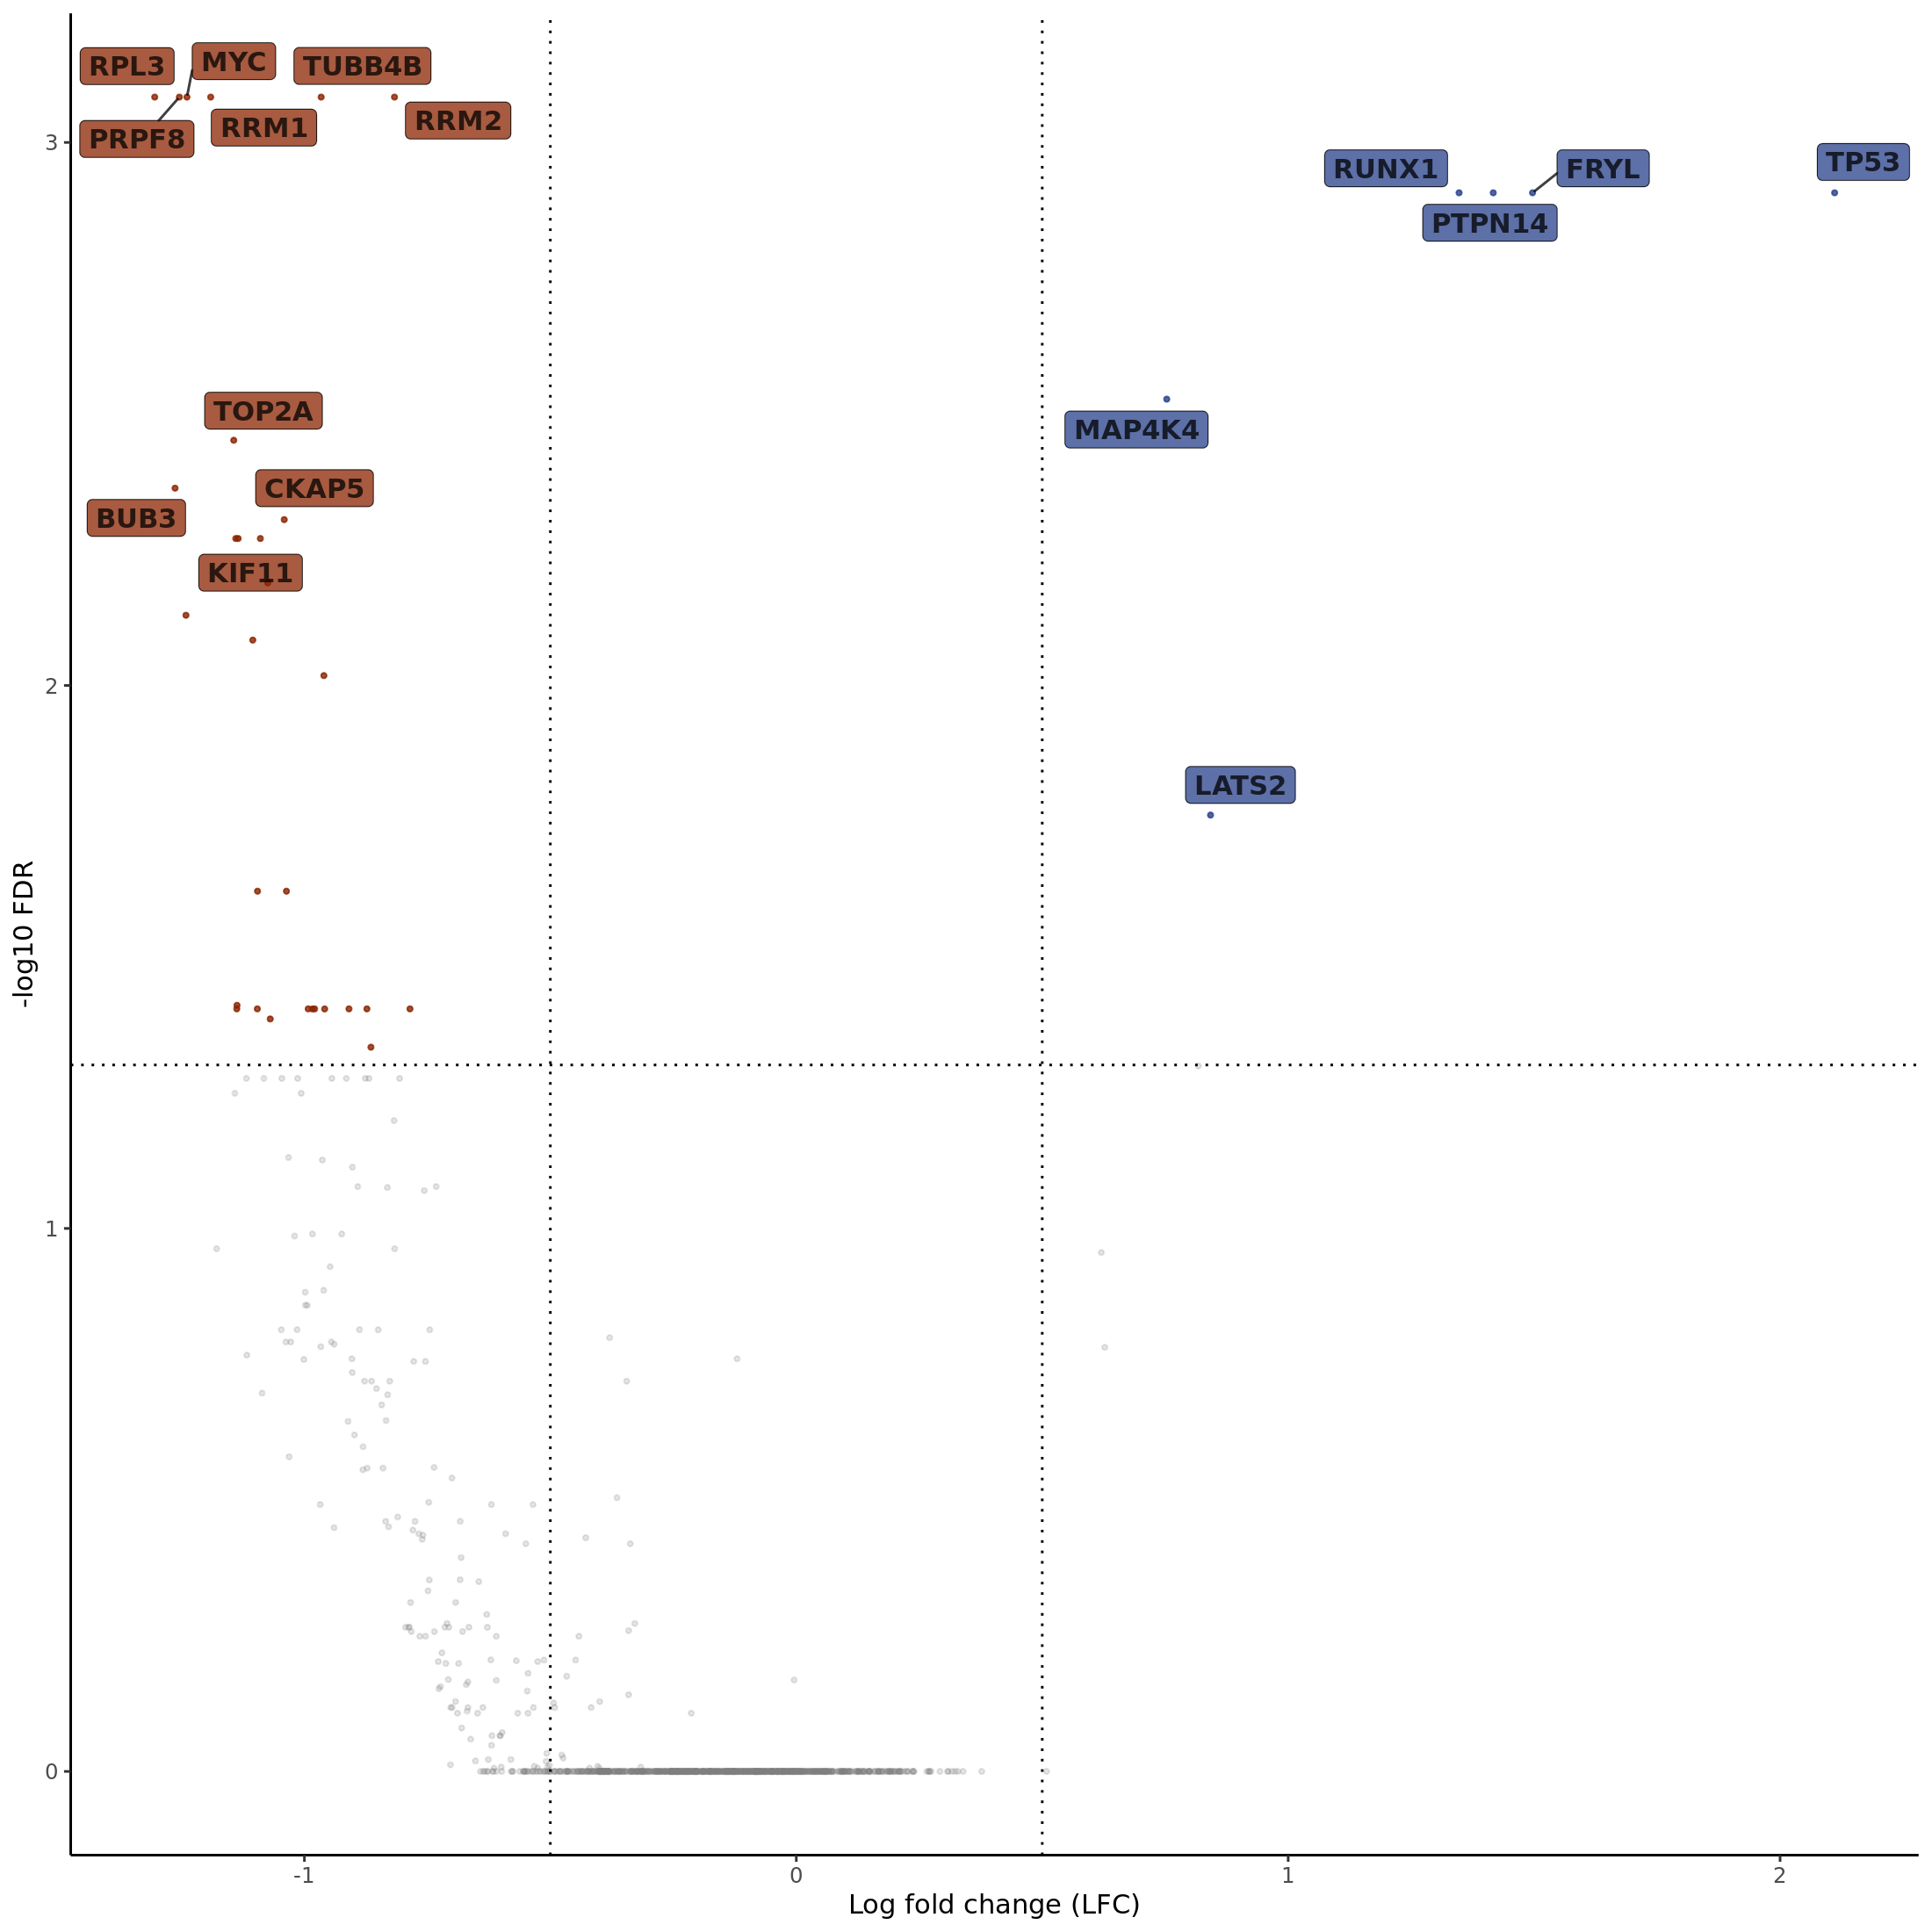 RPL3
MYC
TUBB4B
PRPF8
RRM1
RRM2
3
RUNX1
FRYL
TP53
PTPN14
TOP2A
MAP4K4
CKAP5
BUB3
KIF11
2
LATS2
-log10 FDR
1
0
-1
0
1
2
Log fold change (LFC)